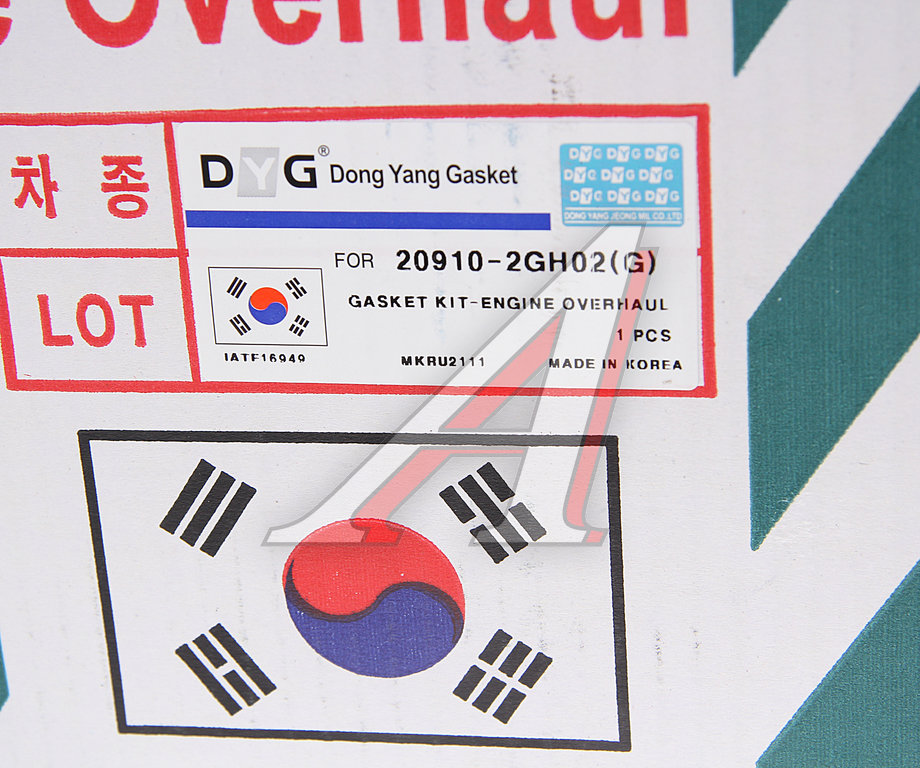 Overhaul
차 종
DYG® Dong Yang Gasket
DYG DYG DYG
DYG DYG DYG
DYG DYG DYG
DONG YANG JEONG MIL CO.,LTD
LOT
FOR 20910-2GH02(G)
GASKET KIT-ENGINE OVERHAUL
1 PCS
IATF16949
MKRU2111
MADE IN KOREA